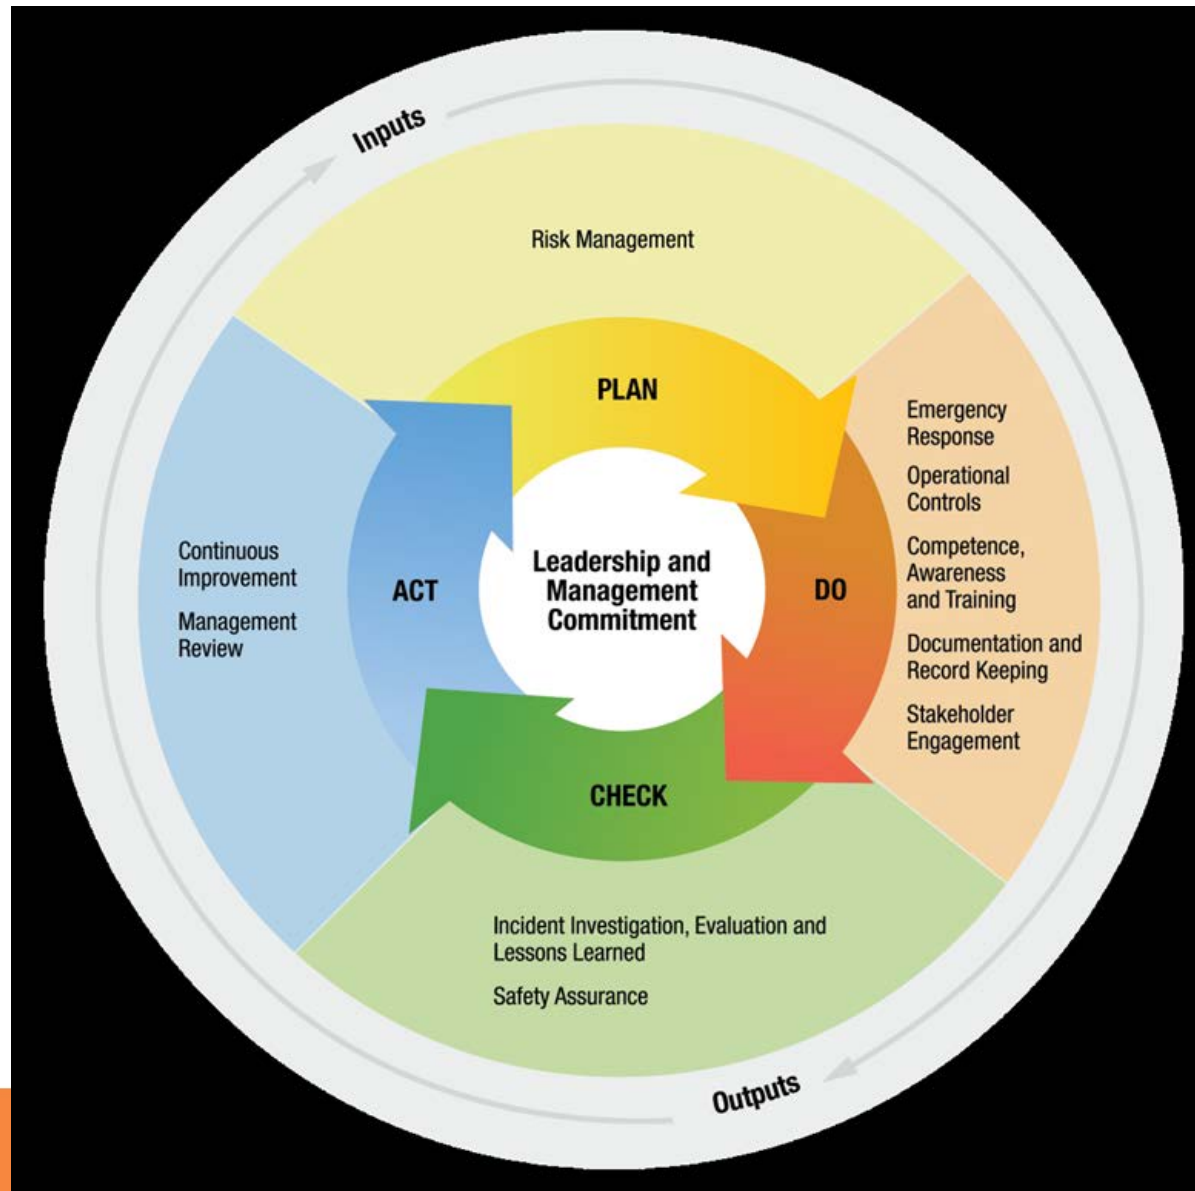 Inputs
Risk Management
PLAN
Emergency
Response
Operational
Controls
Competence,
Awareness
and Training
Documentation and
Record Keeping
Stakeholder
Engagement
DO
Leadership and
Management
Commitment
ACT
Continuous
Improvement
Management
Review
CHECK
Incident Investigation, Evaluation and
Lessons Learned
Safety Assurance
Outputs